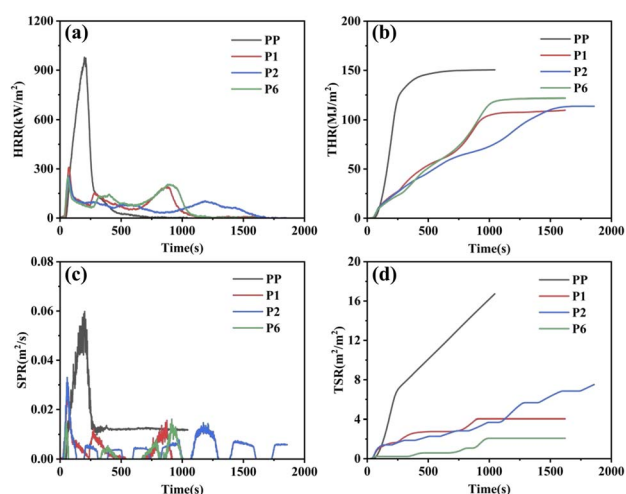 (a)
PP
P1
P2
P6
HRR(kW/m²)
1200
900
600
300
0
0 250 500 750 1000 1250 1500 1750 2000
Time(s)
(b)
PP
P1
P2
P6
THR(MJ/m²)
200
150
100
50
0
0 500 1000 1500 2000
Time(s)
(c)
PP
P1
P2
P6
SPR(m²/s)
0.08
0.06
0.04
0.02
0.00
0 500 1000 1500 2000
Time(s)
(d)
PP
P1
P2
P6
TSR(m²/m²)
20
16
12
8
4
0
0 500 1000 1500 2000
Time(s)